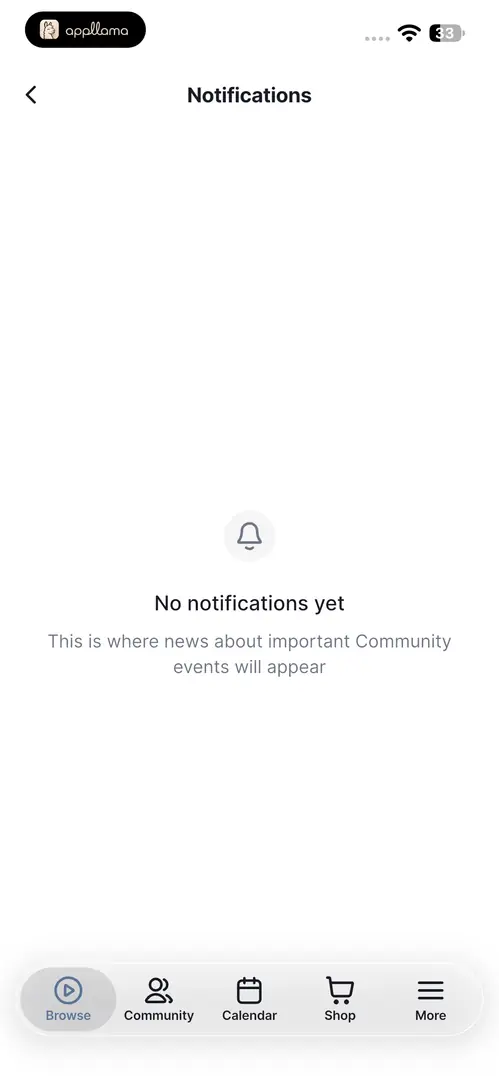 appllama
33
Notifications
No notifications yet
This is where news about important Community
events will appear
Browse
Community
Calendar
Shop
More